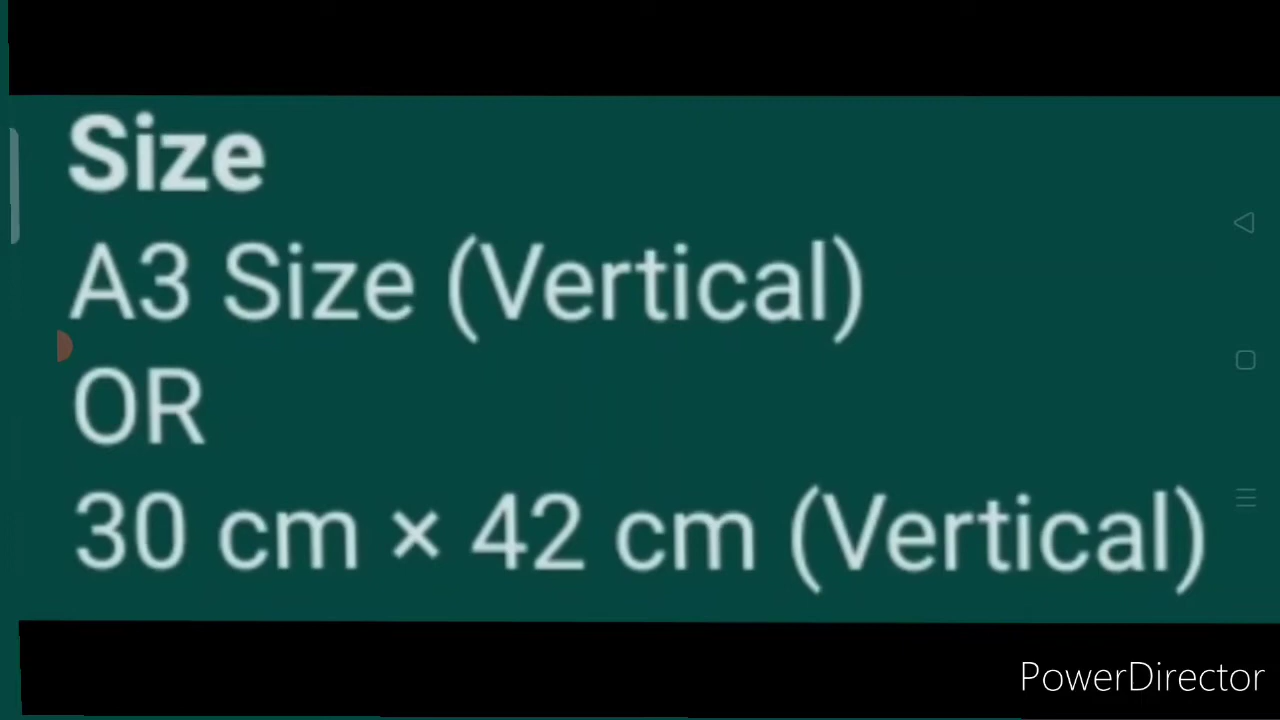 Size
A3 Size (Vertical)
OR
30 cm × 42 cm (Vertical)
PowerDirector